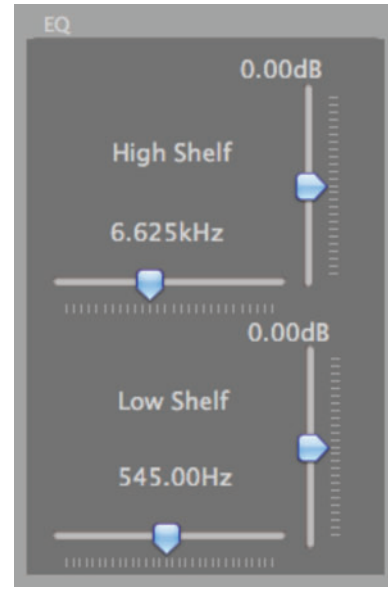 EQ
0.00dB
High Shelf
6.625kHz
0.00dB
Low Shelf
545.00Hz